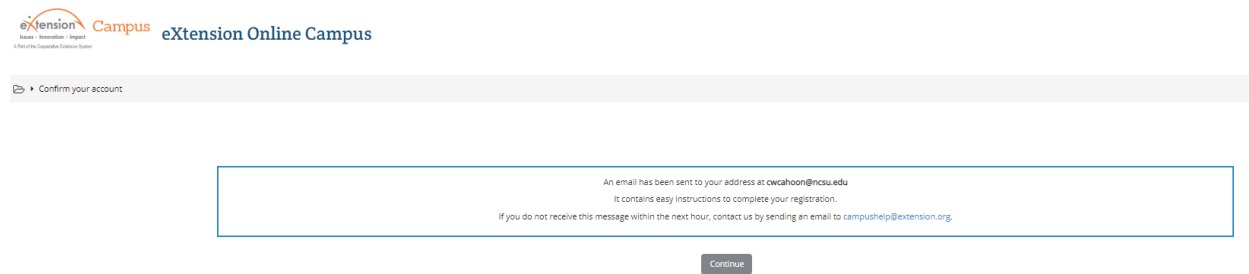 eXtension Campus
Issues - Innovation - Impact
A Part of the Cooperative Extension System
eXtension Online Campus
Confirm your account
An email has been sent to your address at cwcahoon@ncsu.edu
It contains easy instructions to complete your registration.
If you do not receive this message within the next hour, contact us by sending an email to campushelp@extension.org.
Continue